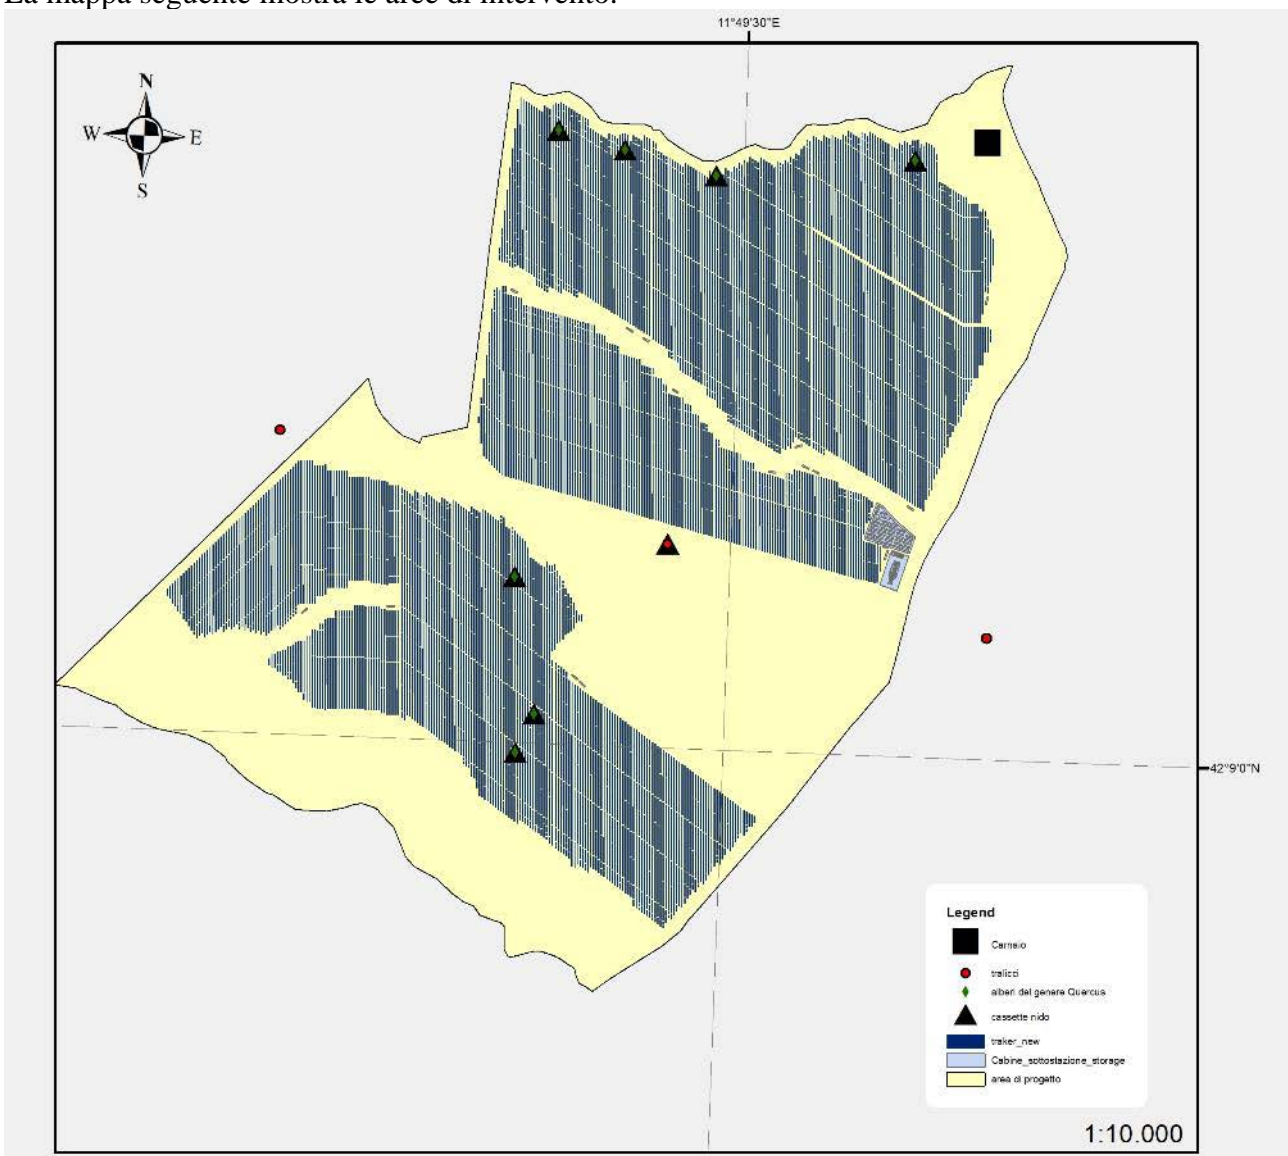 La mappa seguente mostra le aree di intervento.
11°49'30"E
N
W E
S
42°9'0"N
Legend
Carnaio
tralicci
alberi del genere Quercus
cassette nido
traker_new
Cabine_sottostazione_storage
area di progetto
1:10.000